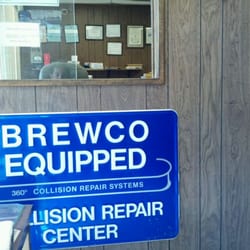 BREWCO
EQUIPPED
360° COLLISION REPAIR SYSTEMS
LLISION REPAIR
CENTER